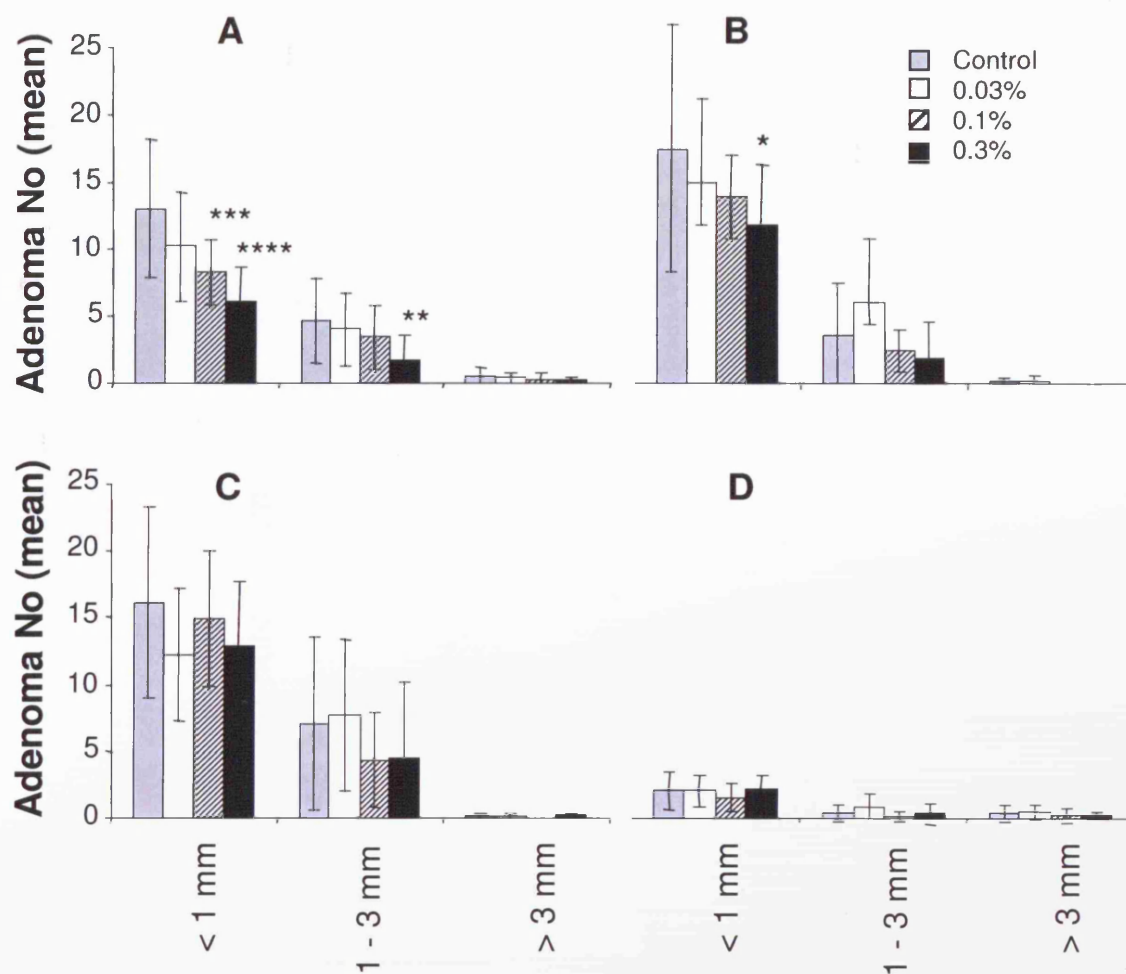 A
B
Adenoma No (mean)
25
20
15
10
5
0
***
****
**
*
Control
0.03%
0.1%
0.3%
C
D
Adenoma No (mean)
25
20
15
10
5
0
< 1 mm
1 - 3 mm
> 3 mm
< 1 mm
1 - 3 mm
> 3 mm